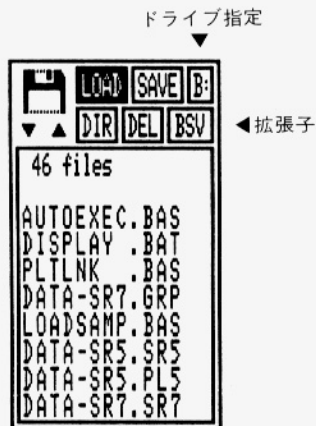 ドライブ指定
▼
LOAD SAVE B:
▼ ▲ DIR DEL BSV ◀拡張子
46 files
AUTOEXEC.BAS
DISPLAY .BAT
PLTLNK  .BAS
DATA-SR7.GRP
LOADSAMP.BAS
DATA-SR5.SR5
DATA-SR5.PL5
DATA-SR7.SR7